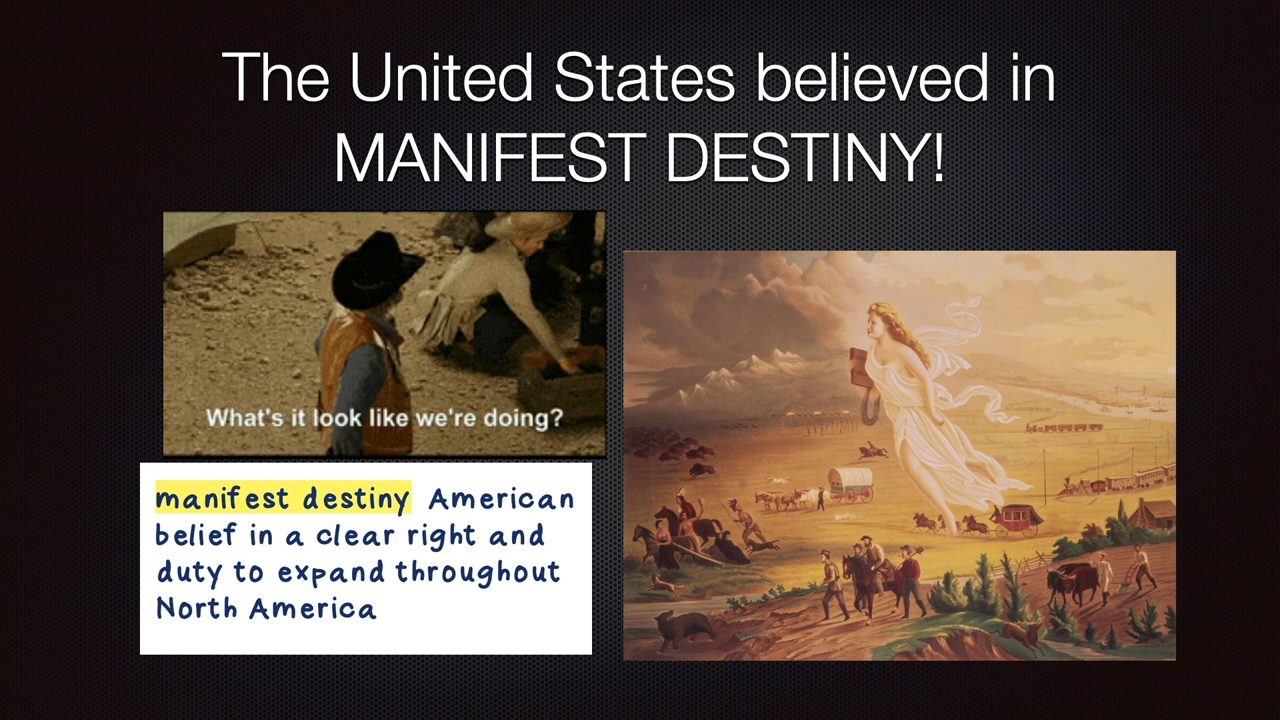 The United States believed in
MANIFEST DESTINY!
What's it look like we're doing?
manifest destiny American
belief in a clear right and
duty to expand throughout
North America